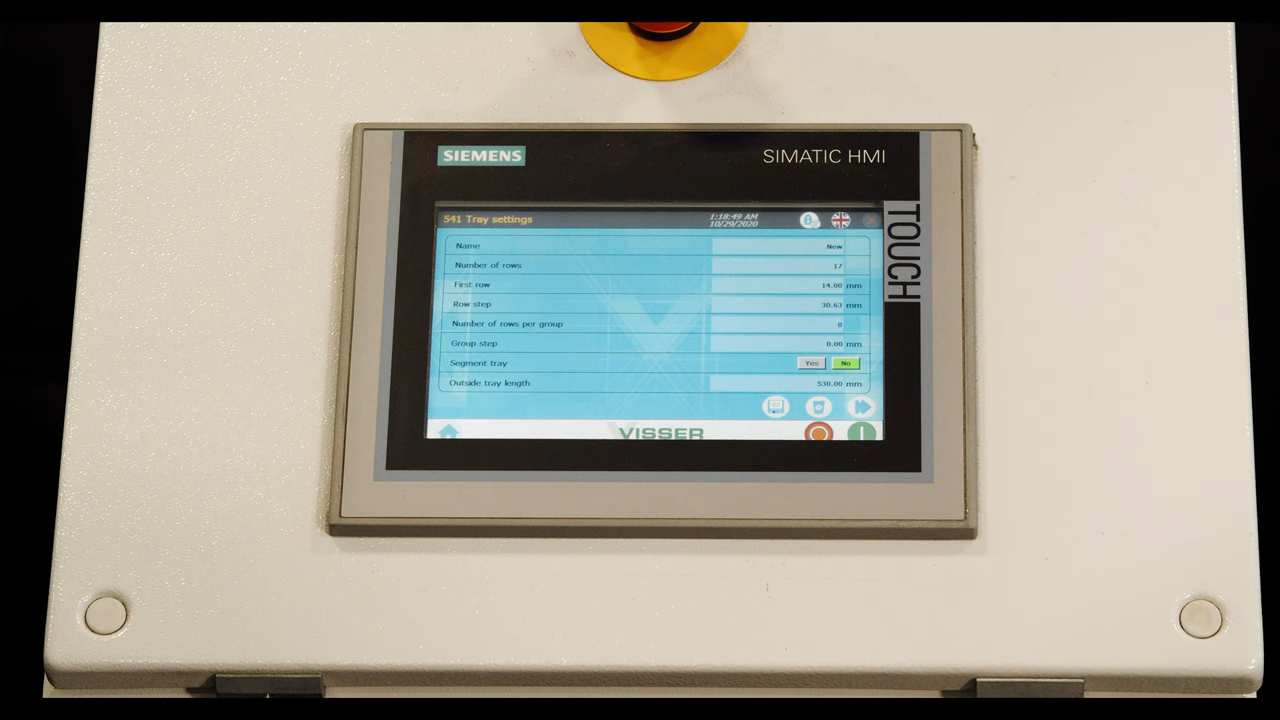 SIEMENS
SIMATIC HMI
TOUCH
541 Tray settings
1:18:49 AM
10/29/2020
Name New
Number of rows 17
First row 14.00 mm
Row step 30.63 mm
Number of rows per group 0
Group step 0.00 mm
Segment tray Yes No
Outside tray length 530.00 mm
VISSER